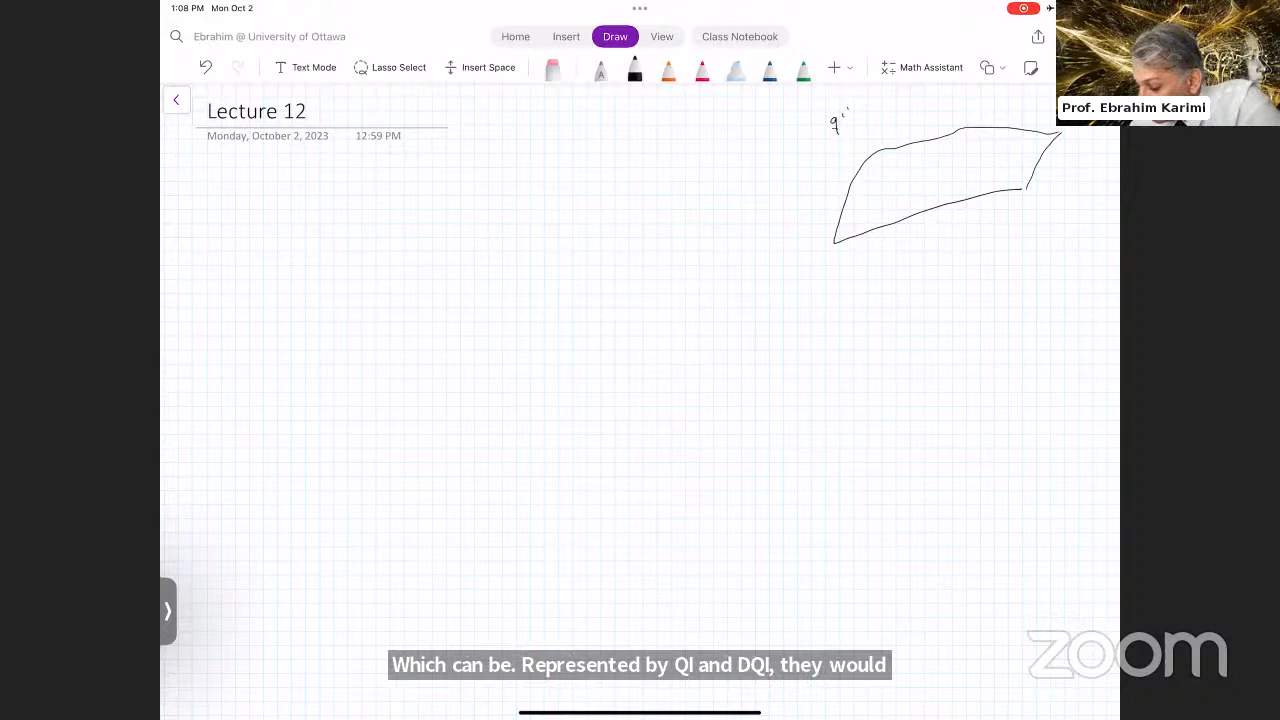 1:08 PM Mon Oct 2
Ebrahim @ University of Ottawa
Home Insert Draw View Class Notebook
Text Mode Lasso Select Insert Space Math Assistant
Prof. Ebrahim Karimi
Lecture 12
Monday, October 2, 2023 12:59 PM
qⁱ
Which can be. Represented by QI and DQI, they would
zoom